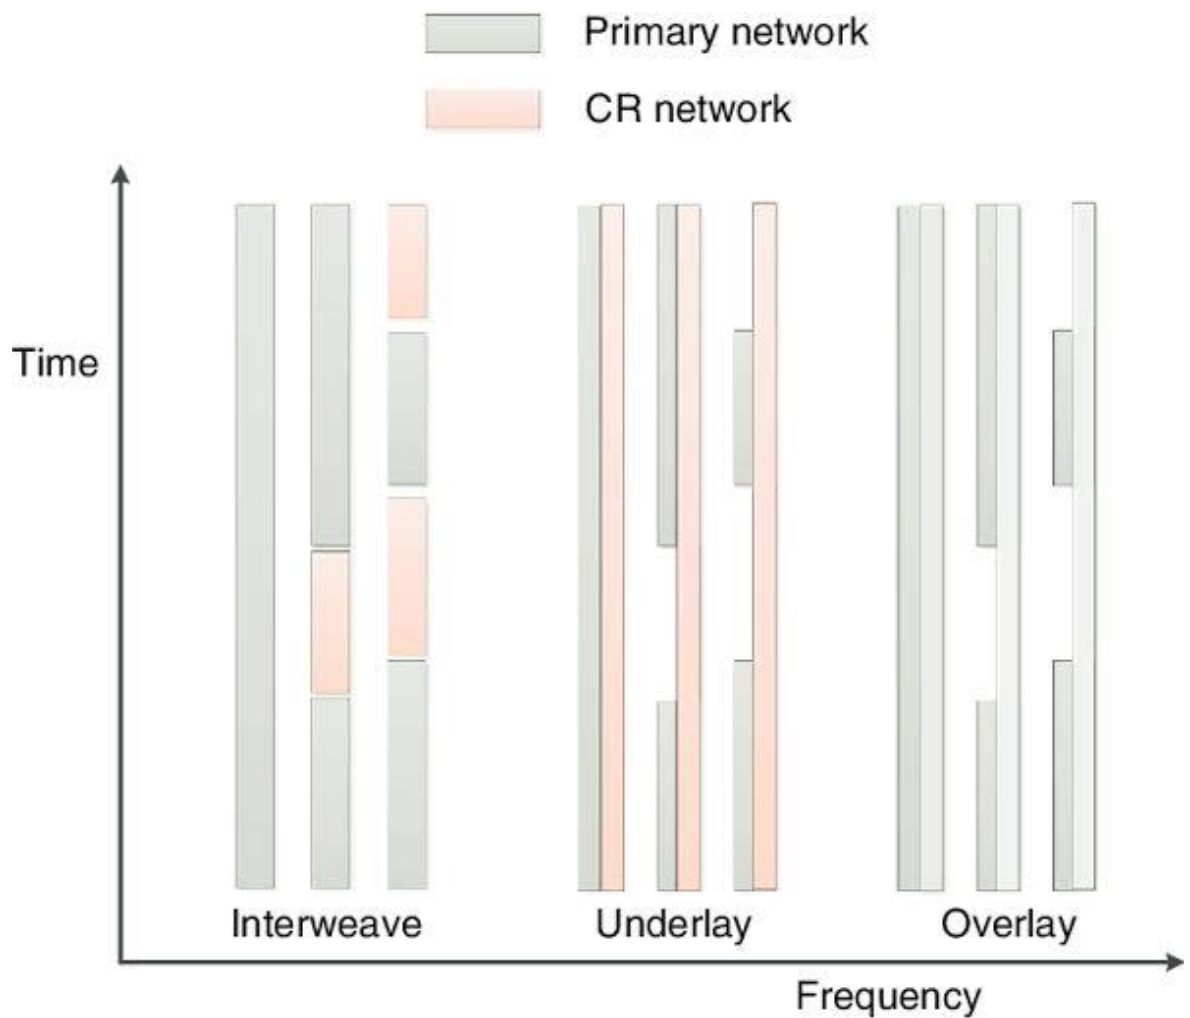 Primary network
CR network
Time
Interweave
Underlay
Overlay
Frequency